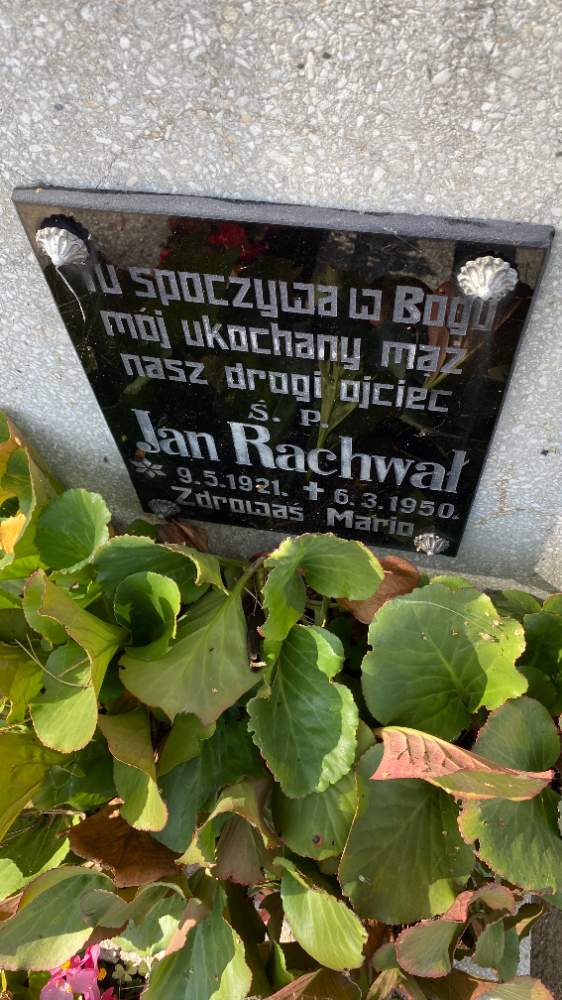 Tu spoczywa w Bogu
mój ukochany mąż
nasz drogi ojciec
Ś. P.
Jan Rachwał
9.5.1921. + 6.3.1950.
Zdrowaś Mario